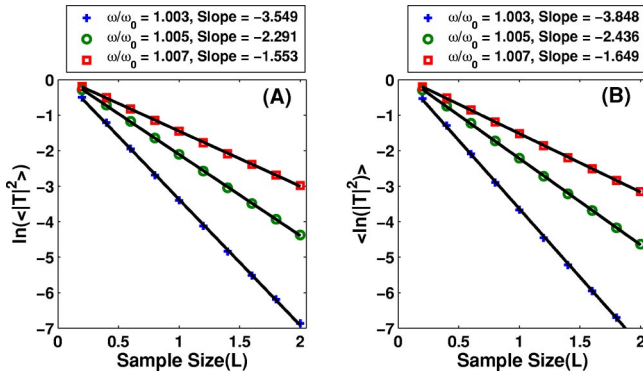 ω/ω0 = 1.003, Slope = −3.549
ω/ω0 = 1.005, Slope = −2.291
ω/ω0 = 1.007, Slope = −1.553
(A)
ln(<|T|²>)
0
−1
−2
−3
−4
−5
−6
−7
0 0.5 1 1.5 2
Sample Size(L)
ω/ω0 = 1.003, Slope = −3.848
ω/ω0 = 1.005, Slope = −2.436
ω/ω0 = 1.007, Slope = −1.649
(B)
<ln(|T|²)>
0
−1
−2
−3
−4
−5
−6
−7
0 0.5 1 1.5 2
Sample Size(L)